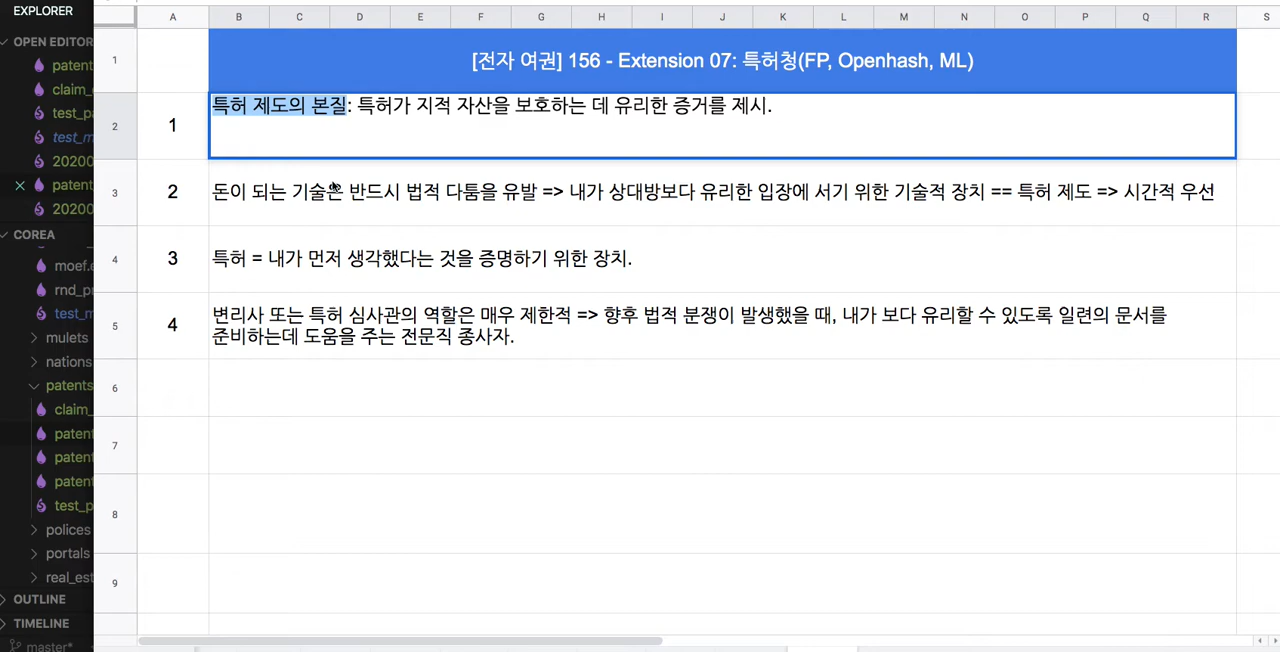 EXPLORER
OPEN EDITOR
patent
claim_
test_pa
test_m
20200
patent
20200
COREA
moef.e
rnd_pr
test_m
mulets
nations
patents
claim_
patent
patent
patent
test_p
polices
portals
real_est
OUTLINE
TIMELINE
master*
A B C D E F G H I J K L M N O P Q R S
1 [전자 여권] 156 - Extension 07: 특허청(FP, Openhash, ML)
2 1 특허 제도의 본질: 특허가 지적 자산을 보호하는 데 유리한 증거를 제시.
3 2 돈이 되는 기술은 반드시 법적 다툼을 유발 => 내가 상대방보다 유리한 입장에 서기 위한 기술적 장치 == 특허 제도 => 시간적 우선
4 3 특허 = 내가 먼저 생각했다는 것을 증명하기 위한 장치.
5 4 변리사 또는 특허 심사관의 역할은 매우 제한적 => 향후 법적 분쟁이 발생했을 때, 내가 보다 유리할 수 있도록 일련의 문서를
준비하는데 도움을 주는 전문직 종사자.
6
7
8
9